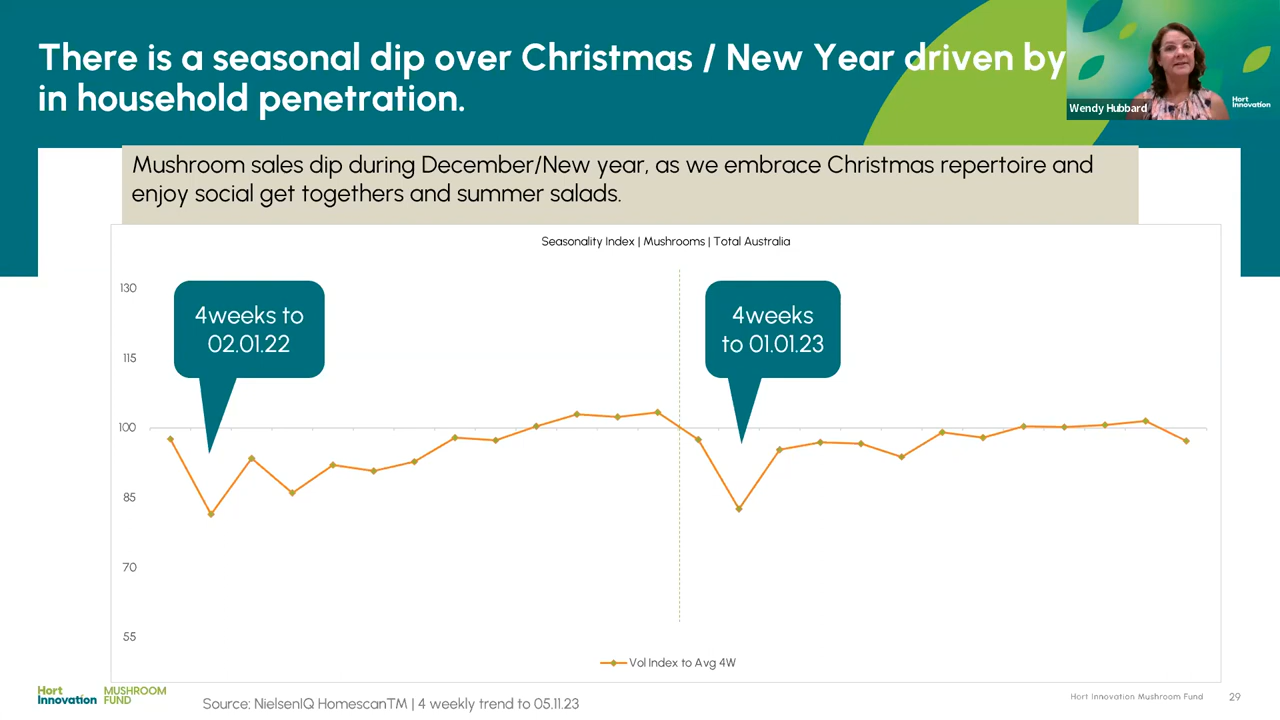 There is a seasonal dip over Christmas / New Year driven by
in household penetration.
Wendy Hubbard
Hort
Innovation
Mushroom sales dip during December/New year, as we embrace Christmas repertoire and
enjoy social get togethers and summer salads.
Seasonality Index | Mushrooms | Total Australia
130
115
100
85
70
55
4weeks to
02.01.22
4weeks
to 01.01.23
Vol Index to Avg 4W
Hort
Innovation
MUSHROOM
FUND
Source: NielsenIQ HomescanTM | 4 weekly trend to 05.11.23
Hort Innovation Mushroom Fund
29